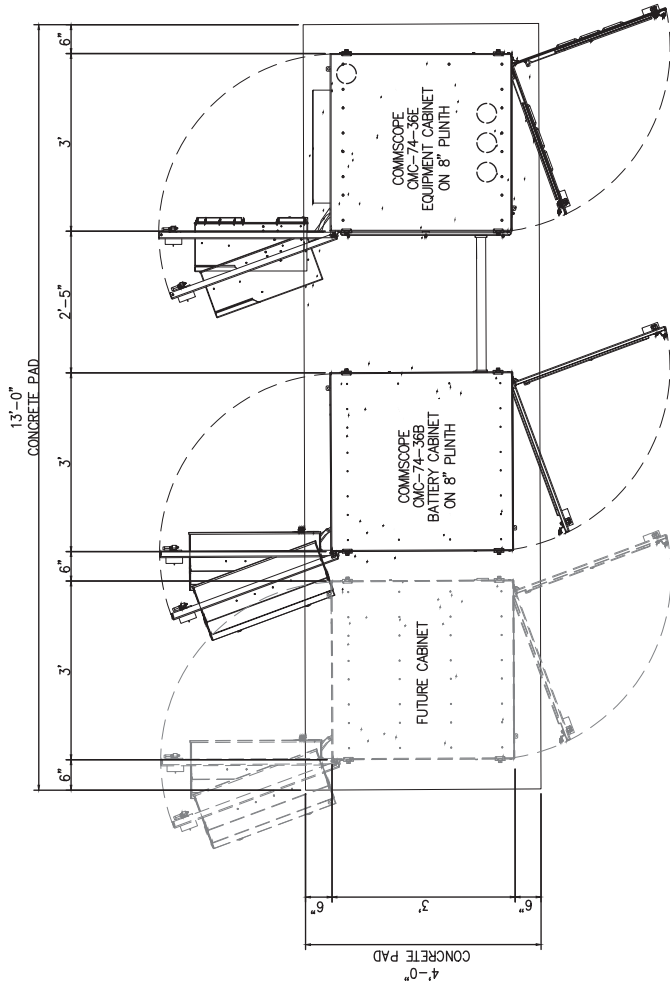 13'-0"
CONCRETE PAD
6"
3'
6"
3'
2'-5"
3'
6"
FUTURE CABINET
COMMSCOPE
CMC-74-36B
BATTERY CABINET
ON 8" PLINTH
COMMSCOPE
CMC-74-36E
EQUIPMENT CABINET
ON 8" PLINTH
6"
3'
6"
4'-0"
CONCRETE PAD